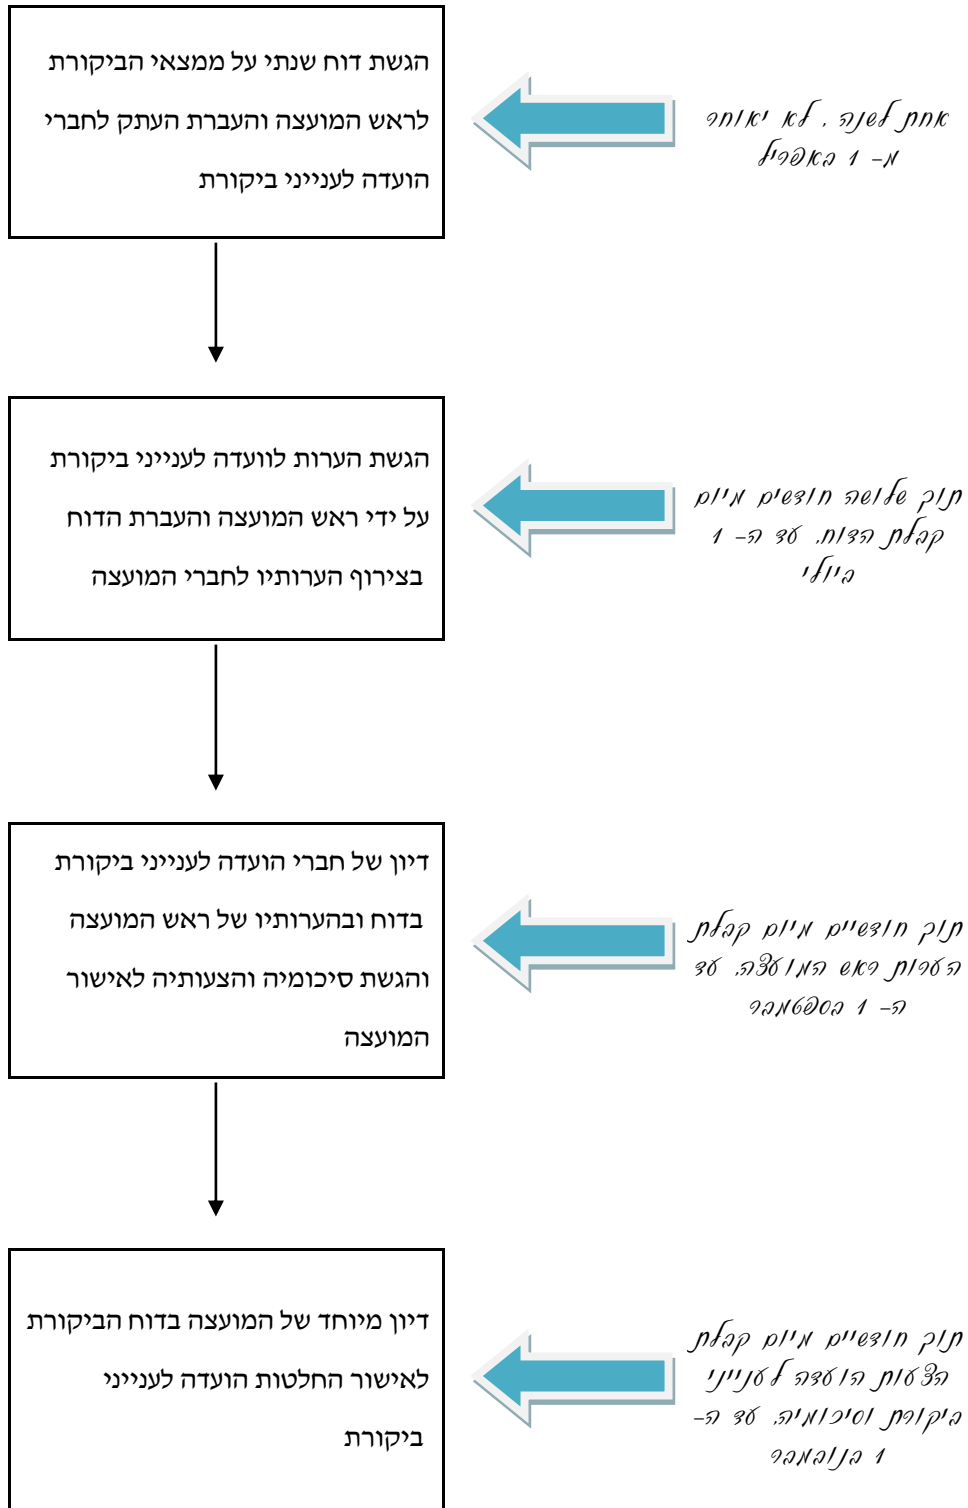 הגשת דוח שנתי על ממצאי הביקורת
לראש המועצה והעברת העתק לחברי
הועדה לענייני ביקורת
אחת לשנה, לא יאוחר
מ- 1 באפריל
הגשת הערות לוועדה לענייני ביקורת
על ידי ראש המועצה והעברת הדוח
בצירוף הערותיו לחברי המועצה
תוך שלושה חודשים מיום
קבלת הדוח, עד ה- 1
ביולי
דיון של חברי הועדה לענייני ביקורת
בדוח ובהערותיו של ראש המועצה
והגשת סיכומיה והצעותיה לאישור
המועצה
תוך חודשיים מיום קבלת
הערות ראש המועצה, עד
ה- 1 בספטמבר
דיון מיוחד של המועצה בדוח הביקורת
לאישור החלטות הועדה לענייני
ביקורת
תוך חודשיים מיום קבלת
הצעות הועדה לענייני
ביקורת וסיכומיה, עד ה-
1 בנובמבר